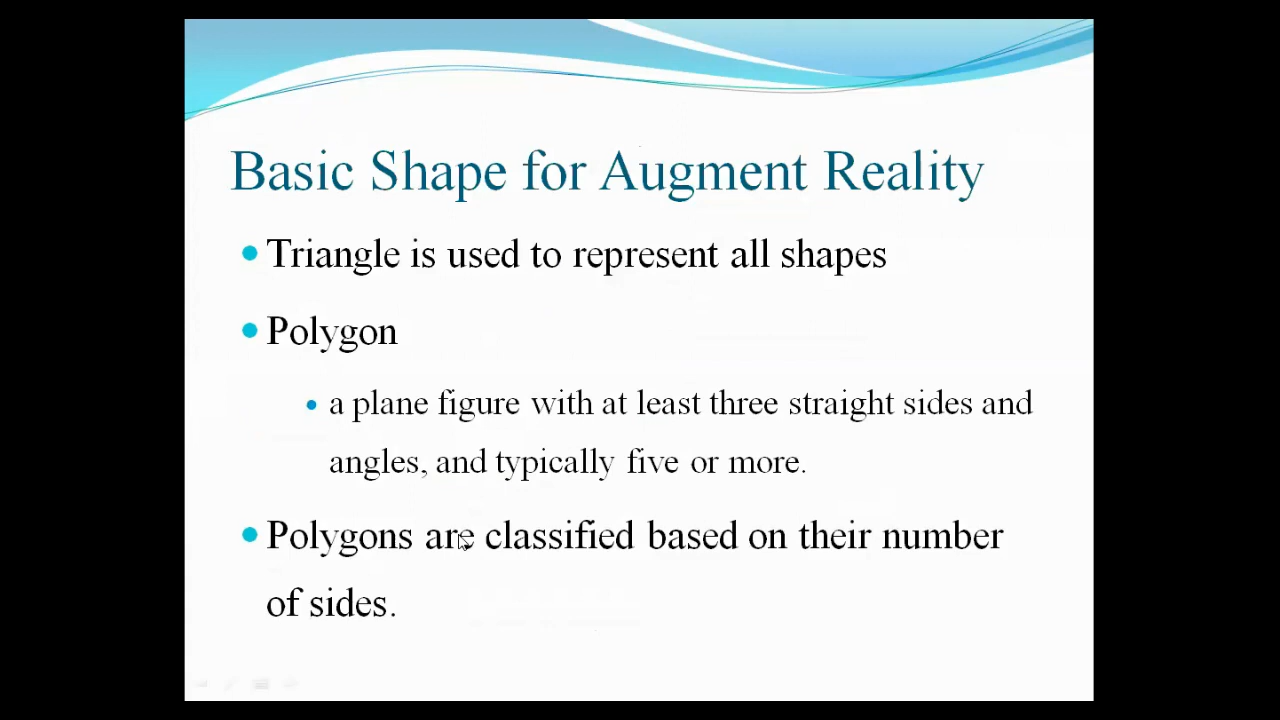 Basic Shape for Augment Reality
Triangle is used to represent all shapes
Polygon
a plane figure with at least three straight sides and
angles, and typically five or more.
Polygons are classified based on their number
of sides.